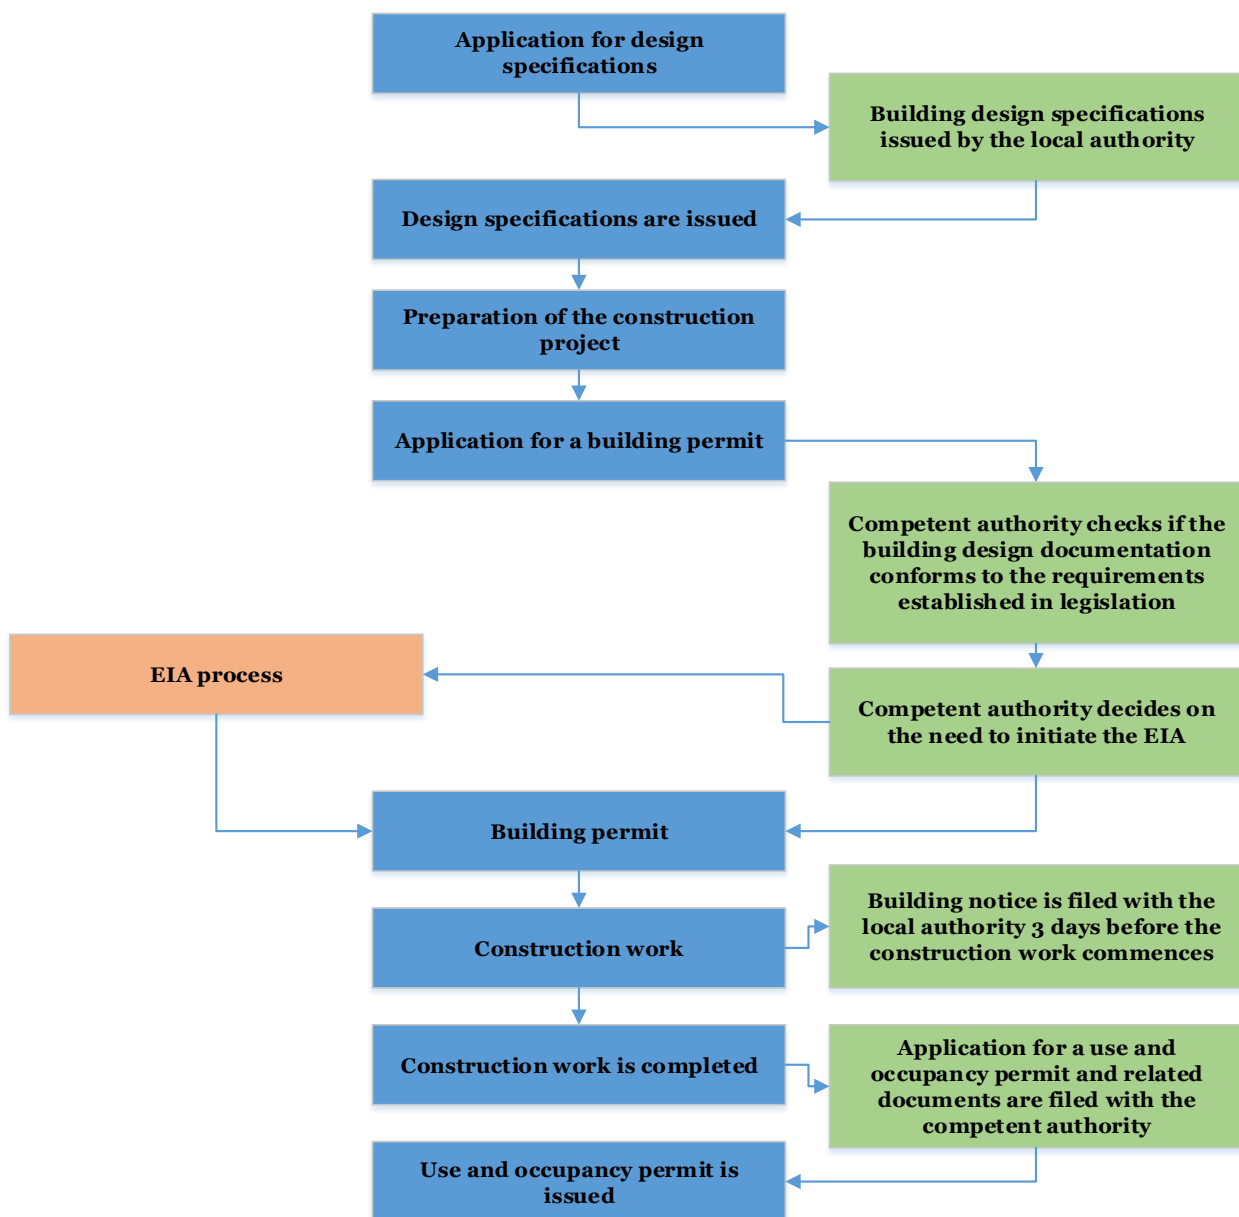 Application for design
specifications
Building design specifications
issued by the local authority
Design specifications are issued
Preparation of the construction
project
Application for a building permit
Competent authority checks if the
building design documentation
conforms to the requirements
established in legislation
EIA process
Competent authority decides on
the need to initiate the EIA
Building permit
Building notice is filed with the
local authority 3 days before the
construction work commences
Construction work
Construction work is completed
Application for a use and
occupancy permit and related
documents are filed with the
competent authority
Use and occupancy permit is
issued